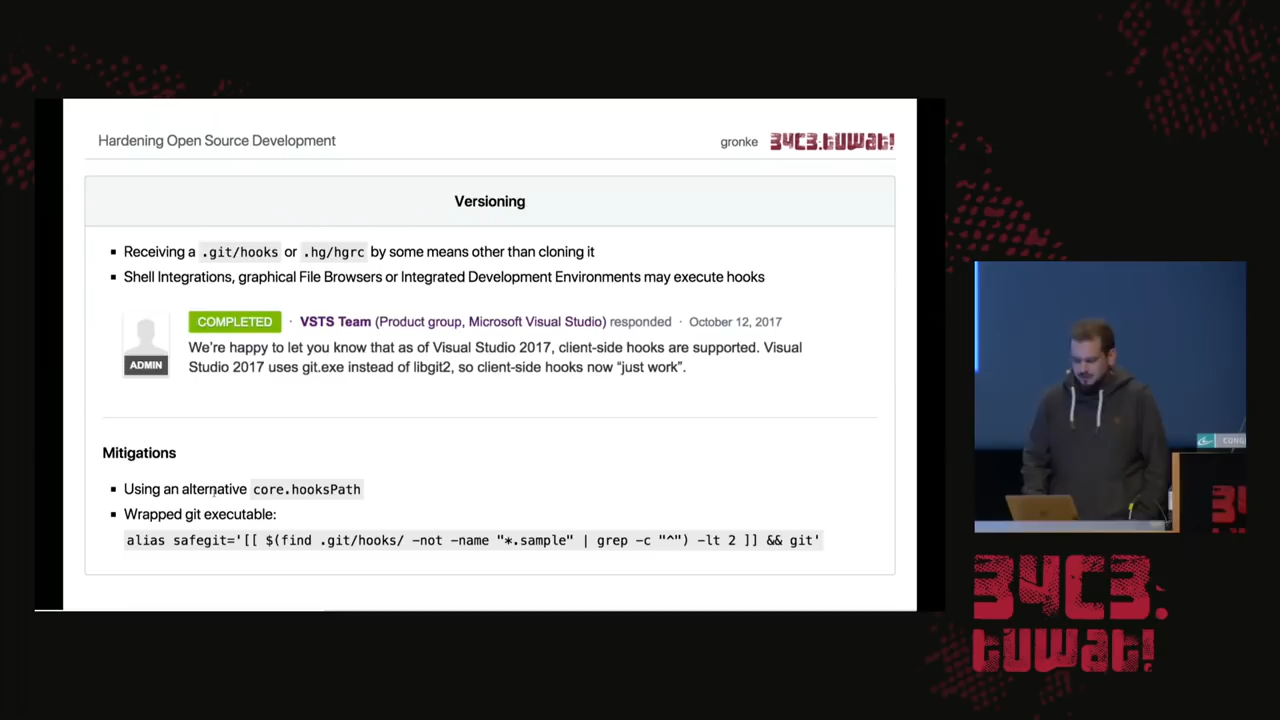 Hardening Open Source Development
gronke 34C3.tuwat!
Versioning
Receiving a .git/hooks or .hg/hgrc by some means other than cloning it
Shell Integrations, graphical File Browsers or Integrated Development Environments may execute hooks
COMPLETED · VSTS Team (Product group, Microsoft Visual Studio) responded · October 12, 2017
We're happy to let you know that as of Visual Studio 2017, client-side hooks are supported. Visual
Studio 2017 uses git.exe instead of libgit2, so client-side hooks now “just work”.
ADMIN
Mitigations
Using an alternative core.hooksPath
Wrapped git executable:
alias safegit='[[ $(find .git/hooks/ -not -name "*.sample" | grep -c "^") -lt 2 ]] && git'
CONG
34C3.
tuwat!